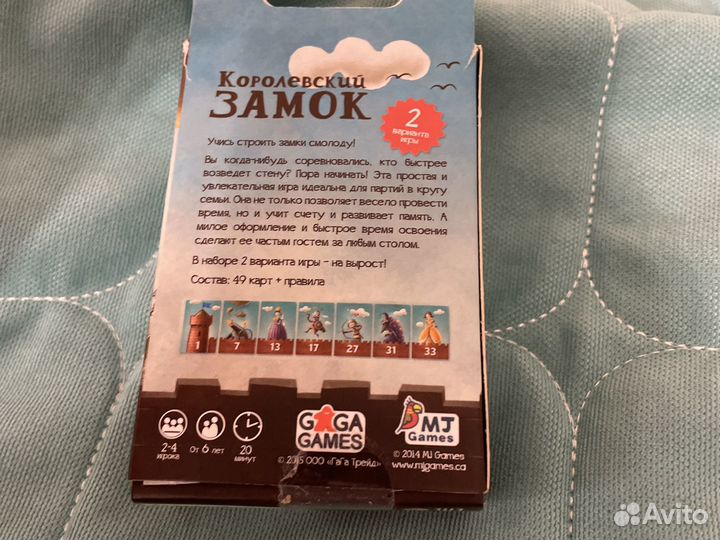 Королевский
ЗАМОК
2
варианта
игры
Учись строить замки смолоду!
Вы когда-нибудь соревновались, кто быстрее
возведет стену? Пора начинать! Эта простая и
увлекательная игра идеальна для партий в кругу
семьи. Она не только позволяет весело провести
время, но и учит счету и развивает память. А
милое оформление и быстрое время освоения
сделают ее частым гостем за любым столом.
В наборе 2 варианта игры - на вырост!
Состав: 49 карт + правила
1 7 13 17 27 31 33
2-4
игрока
От 6 лет
20
минут
GAGA
GAMES
© 2015 ООО «ГаГа Трейд»
MJ
Games
© 2014 MJ Games
www.mjgames.ca
Avito